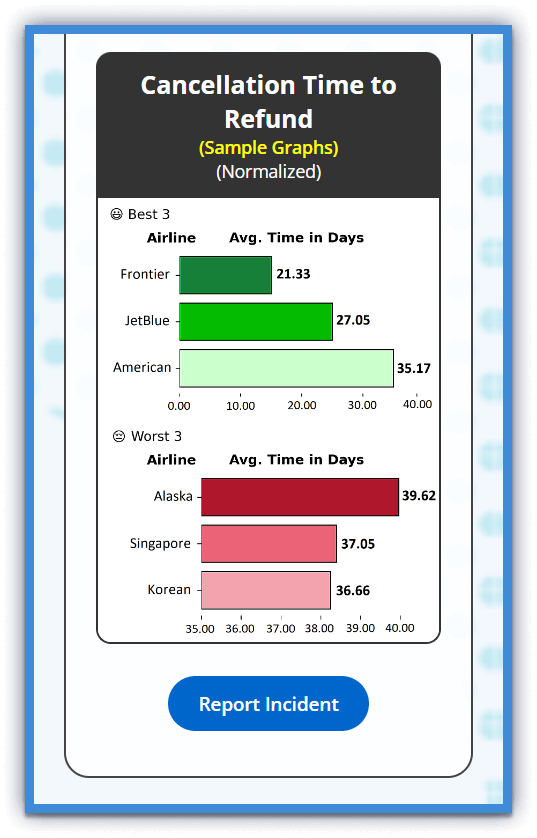 Cancellation Time to
Refund
(Sample Graphs)
(Normalized)
😃 Best 3
Airline Avg. Time in Days
Frontier 21.33
JetBlue 27.05
American 35.17
0.00 10.00 20.00 30.00 40.00
😔 Worst 3
Airline Avg. Time in Days
Alaska 39.62
Singapore 37.05
Korean 36.66
35.00 36.00 37.00 38.00 39.00 40.00
Report Incident